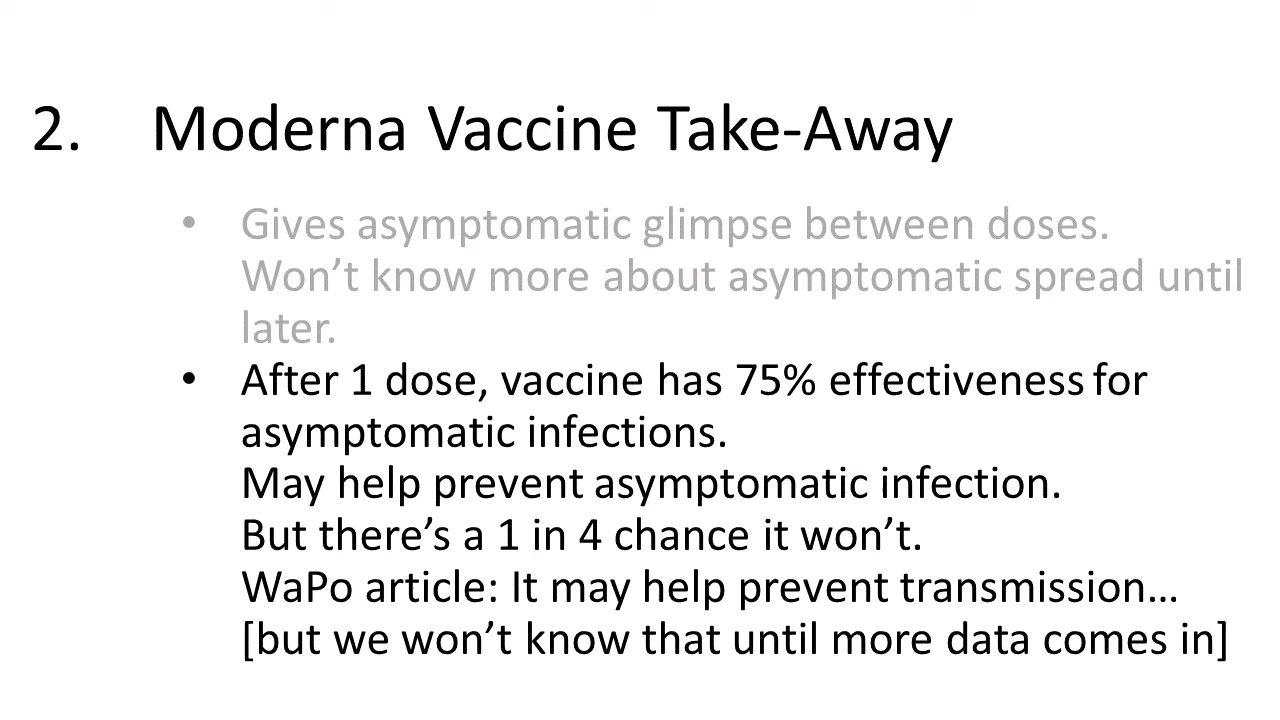 2. Moderna Vaccine Take-Away
• Gives asymptomatic glimpse between doses.
Won’t know more about asymptomatic spread until
later.
• After 1 dose, vaccine has 75% effectiveness for
asymptomatic infections.
May help prevent asymptomatic infection.
But there’s a 1 in 4 chance it won’t.
WaPo article: It may help prevent transmission…
[but we won’t know that until more data comes in]